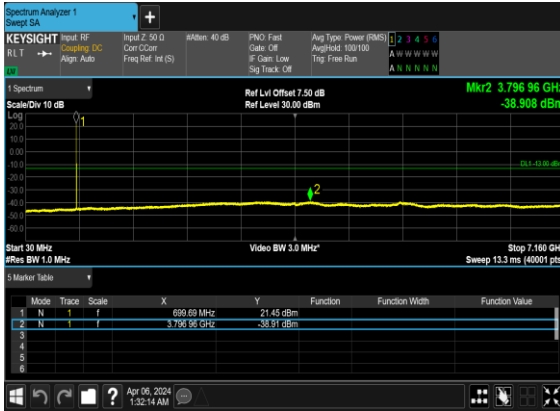 Spectrum Analyzer 1
Swept SA
+
KEYSIGHT Input: RF Input Z: 50 Ω #Atten: 40 dB PNO: Fast Avg Type: Power (RMS) 1 2 3 4 5 6
RLT Coupling: DC Corr CCorr Gate: Off Avg|Hold: 100/100 A W W W W W
Align: Auto Freq Ref: Int (S) IF Gain: Low Trig: Free Run
Sig Track: Off A N N N N N
1 Spectrum Ref Lvl Offset 7.50 dB Mkr2 3.796 96 GHz
Scale/Div 10 dB Ref Level 30.00 dBm -38.908 dBm
Log
20.0
10.0
0.00
-10.0
-20.0
-30.0
-40.0
-50.0
-60.0
1
2
DL1 -13.00 dBm
Start 30 MHz Video BW 3.0 MHz* Stop 7.160 GH
#Res BW 1.0 MHz Sweep 13.3 ms (40001 pts
5 Marker Table
Mode Trace Scale X Y Function Function Width Function Value
1 N 1 f 699.69 MHz 21.45 dBm
2 N 1 f 3.796 96 GHz -38.91 dBm
3
4
5
6
? Apr 06, 2024
1:32:14 AM